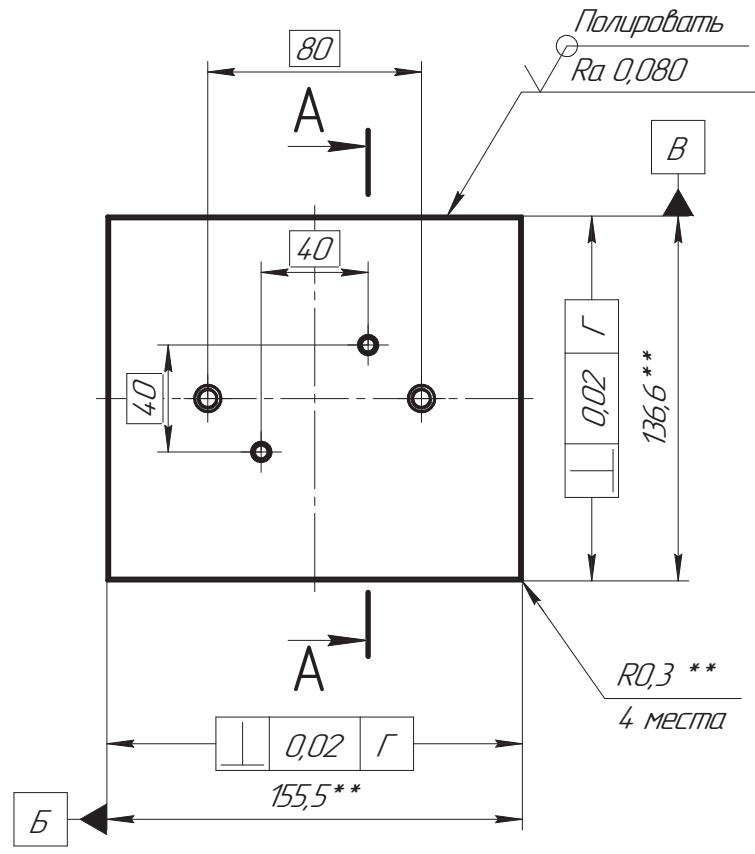 Полировать
80
Ra 0,080
А
В
40
40
0,02 Г
136,6**
А
R0,3 **
4 места
0,02 Г
155,5**
Б